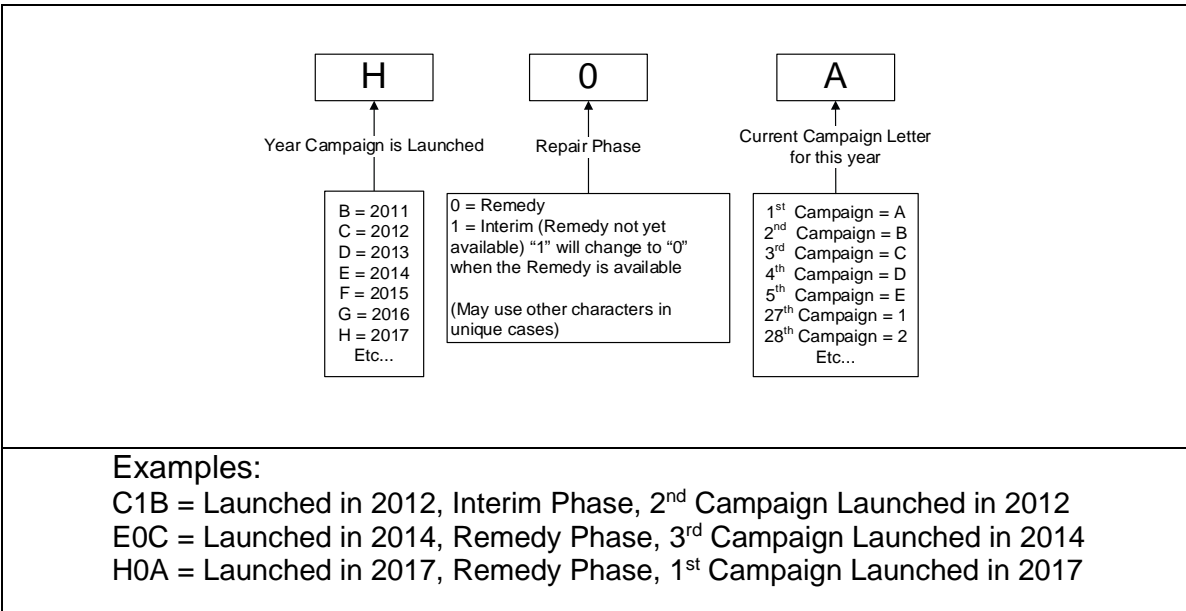 H
0
A
Year Campaign is Launched
Repair Phase
Current Campaign Letter
for this year
B = 2011
C = 2012
D = 2013
E = 2014
F = 2015
G = 2016
H = 2017
Etc...
0 = Remedy
1 = Interim (Remedy not yet
available) “1” will change to “0”
when the Remedy is available
(May use other characters in
unique cases)
1st Campaign = A
2nd Campaign = B
3rd Campaign = C
4th Campaign = D
5th Campaign = E
27th Campaign = 1
28th Campaign = 2
Etc...
Examples:
C1B = Launched in 2012, Interim Phase, 2nd Campaign Launched in 2012
E0C = Launched in 2014, Remedy Phase, 3rd Campaign Launched in 2014
H0A = Launched in 2017, Remedy Phase, 1st Campaign Launched in 2017